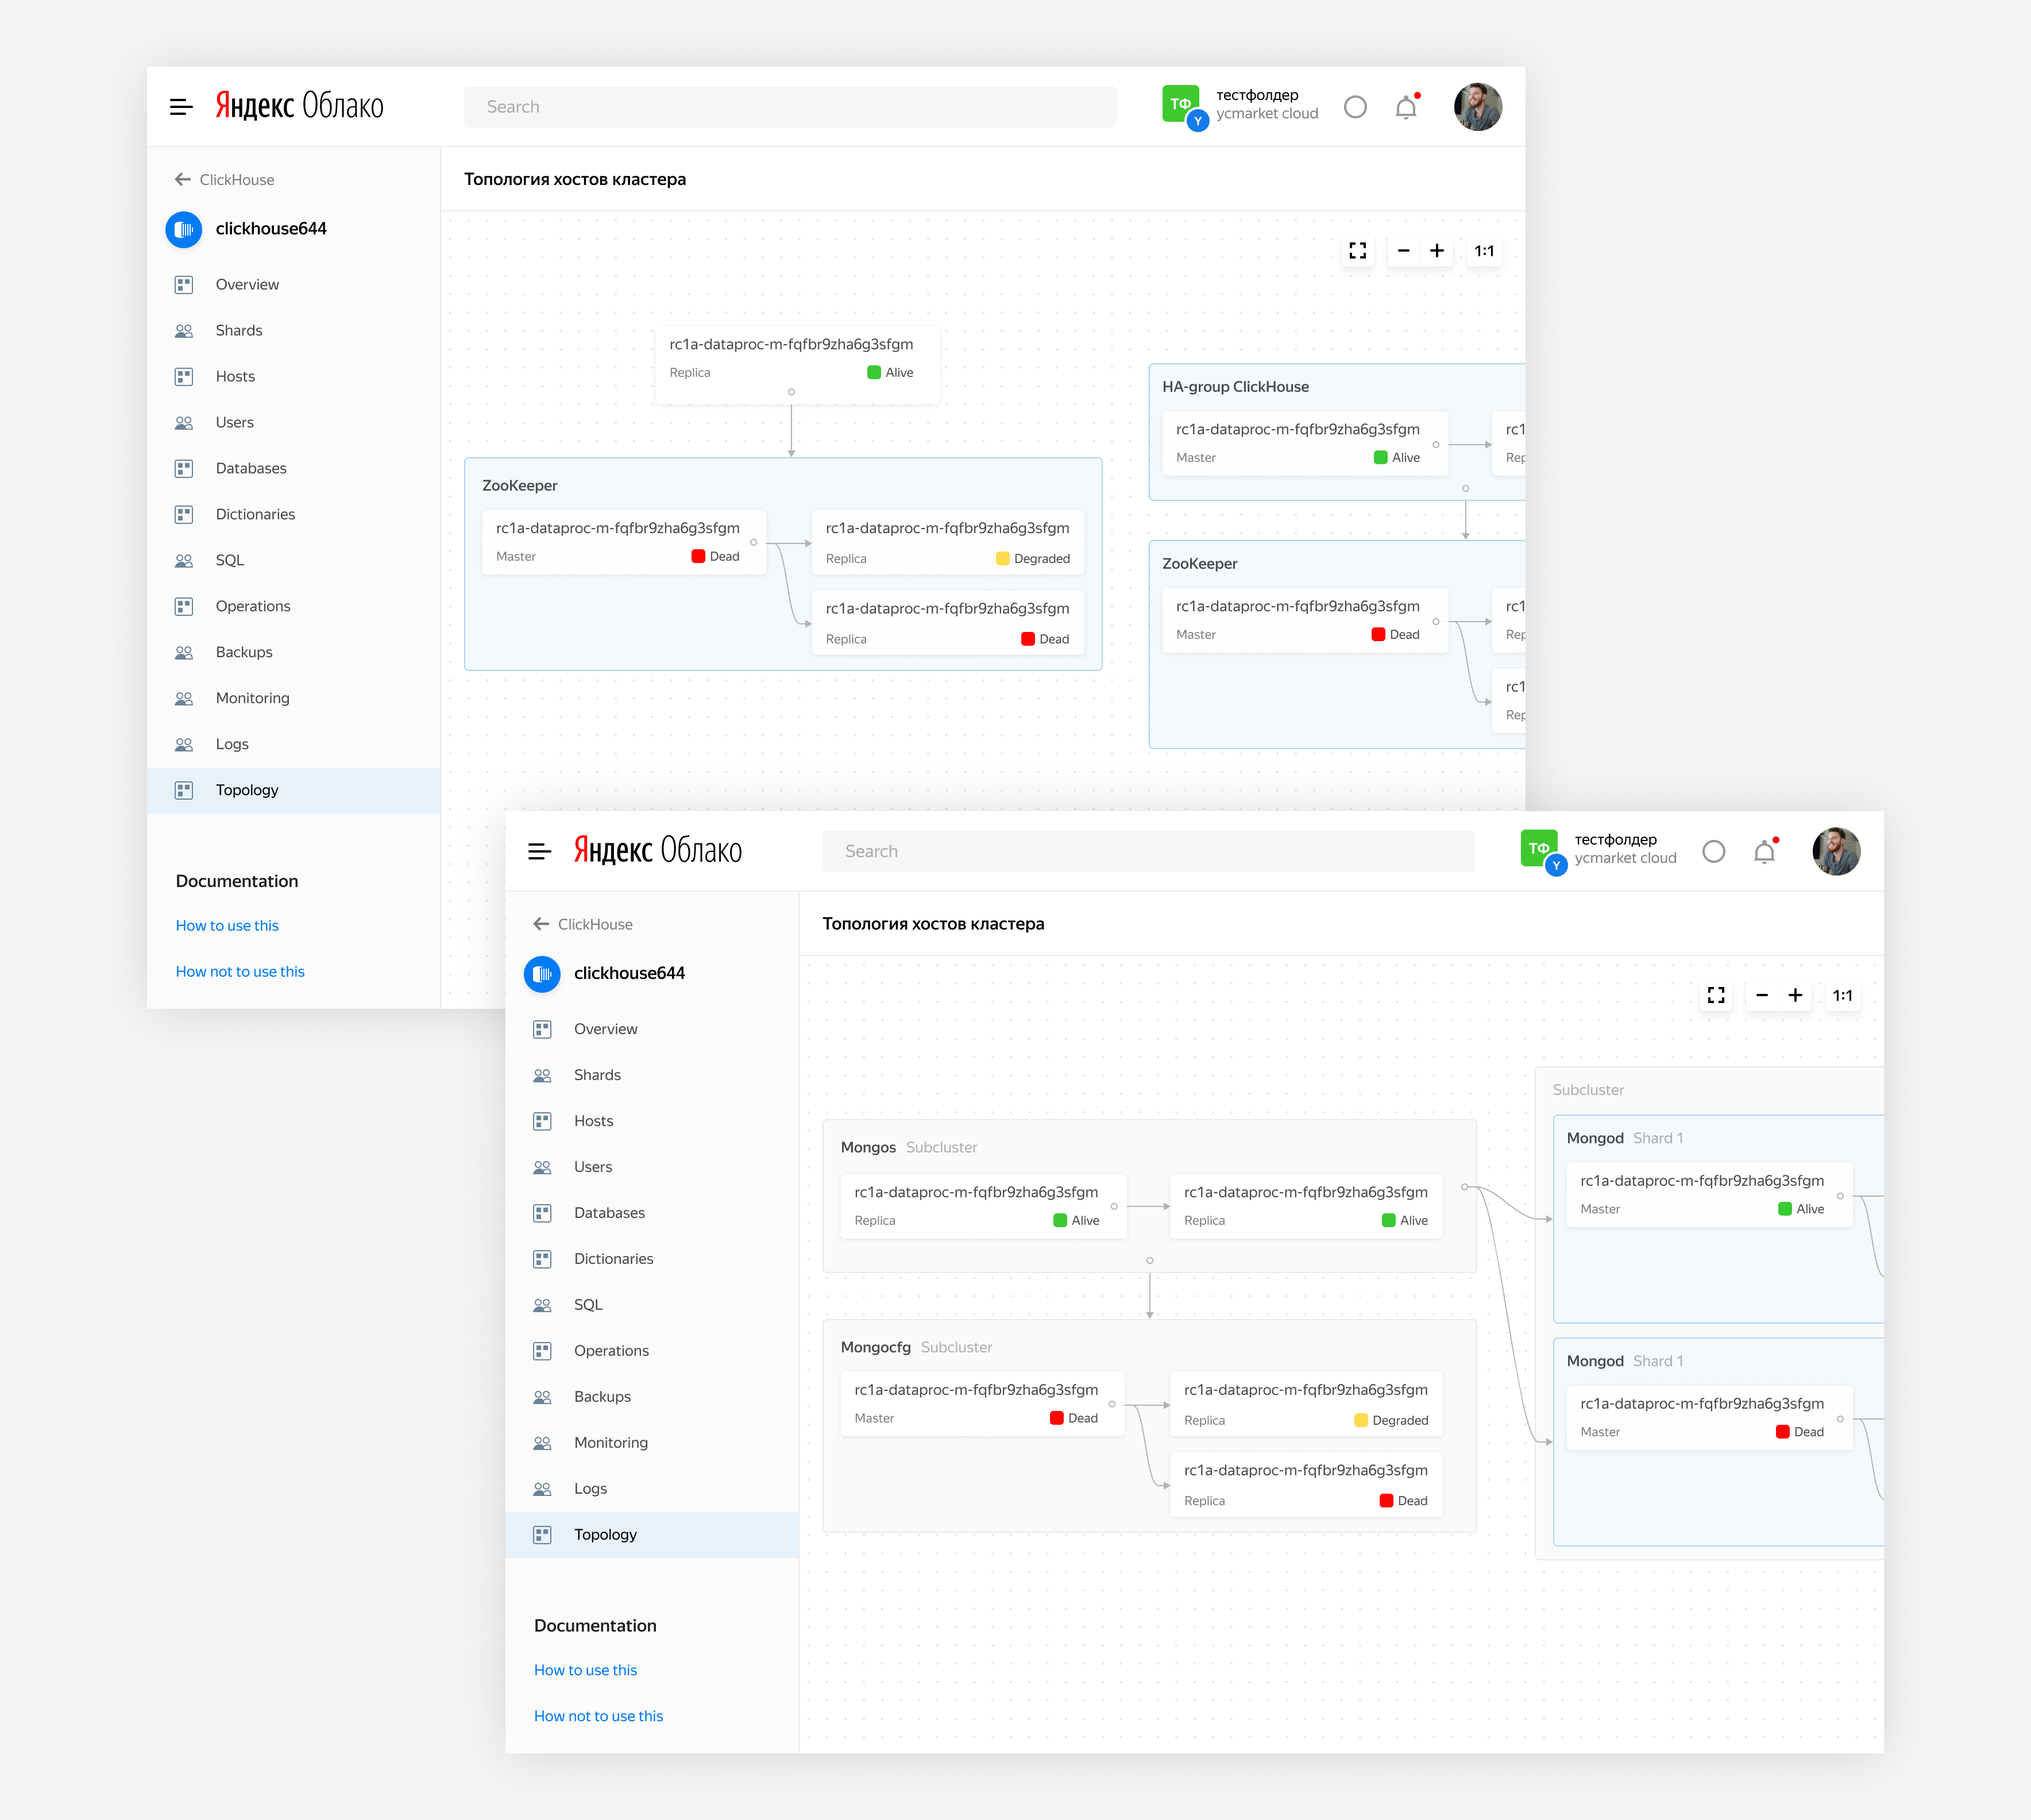 Яндекс Облако
Search
ТФ
Y
тестфолдер
ycmarket cloud
ClickHouse
clickhouse644
Overview
Shards
Hosts
Users
Databases
Dictionaries
SQL
Operations
Backups
Monitoring
Logs
Topology
Documentation
How to use this
How not to use this
Топология хостов кластера
1:1
rc1a-dataproc-m-fqfbr9zha6g3sfgm
Replica Alive
ZooKeeper
rc1a-dataproc-m-fqfbr9zha6g3sfgm
Master Dead
rc1a-dataproc-m-fqfbr9zha6g3sfgm
Replica Degraded
rc1a-dataproc-m-fqfbr9zha6g3sfgm
Replica Dead
HA-group ClickHouse
rc1a-dataproc-m-fqfbr9zha6g3sfgm
Master Alive
rc1
Rep
ZooKeeper
rc1a-dataproc-m-fqfbr9zha6g3sfgm
Master Dead
rc1
Rep
rc1
Rep
Яндекс Облако
Search
ТФ
Y
тестфолдер
ycmarket cloud
ClickHouse
clickhouse644
Overview
Shards
Hosts
Users
Databases
Dictionaries
SQL
Operations
Backups
Monitoring
Logs
Topology
Documentation
How to use this
How not to use this
Топология хостов кластера
1:1
Mongos Subcluster
rc1a-dataproc-m-fqfbr9zha6g3sfgm
Replica Alive
rc1a-dataproc-m-fqfbr9zha6g3sfgm
Replica Alive
Mongocfg Subcluster
rc1a-dataproc-m-fqfbr9zha6g3sfgm
Master Dead
rc1a-dataproc-m-fqfbr9zha6g3sfgm
Replica Degraded
rc1a-dataproc-m-fqfbr9zha6g3sfgm
Replica Dead
Subcluster
Mongod Shard 1
rc1a-dataproc-m-fqfbr9zha6g3sfgm
Master Alive
Mongod Shard 1
rc1a-dataproc-m-fqfbr9zha6g3sfgm
Master Dead